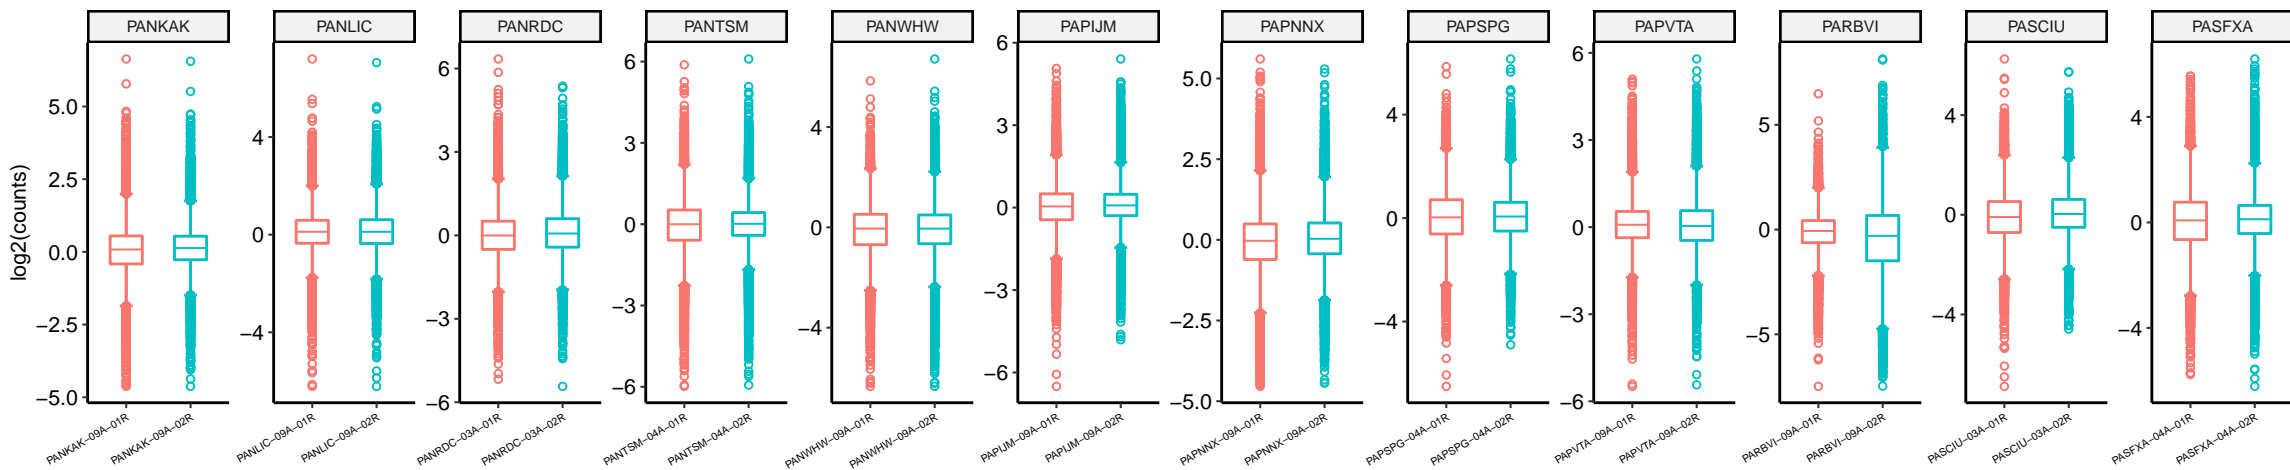 PANKAK
PANLIC
PANRDC
PANTSM
PANWHW
PAPIJM
PAPNNX
PAPSPG
PAPVTA
PARBVI
PASCIU
PASFXA
log2(counts)
5.0
2.5
0.0
−2.5
−5.0
4
0
−4
6
3
0
−3
−6
6
3
0
−3
−6
4
0
−4
6
3
0
−3
−6
5.0
2.5
0.0
−2.5
−5.0
4
0
−4
6
3
0
−3
−6
5
0
−5
4
0
−4
4
0
−4
PANKAK−09A−01R
PANKAK−09A−02R
PANLIC−09A−01R
PANLIC−09A−02R
PANRDC−03A−01R
PANRDC−03A−02R
PANTSM−04A−01R
PANTSM−04A−02R
PANWHW−09A−01R
PANWHW−09A−02R
PAPIJM−09A−01R
PAPIJM−09A−02R
PAPNNX−09A−01R
PAPNNX−09A−02R
PAPSPG−04A−01R
PAPSPG−04A−02R
PAPVTA−09A−01R
PAPVTA−09A−02R
PARBVI−09A−01R
PARBVI−09A−02R
PASCIU−03A−01R
PASCIU−03A−02R
PASFXA−04A−01R
PASFXA−04A−02R